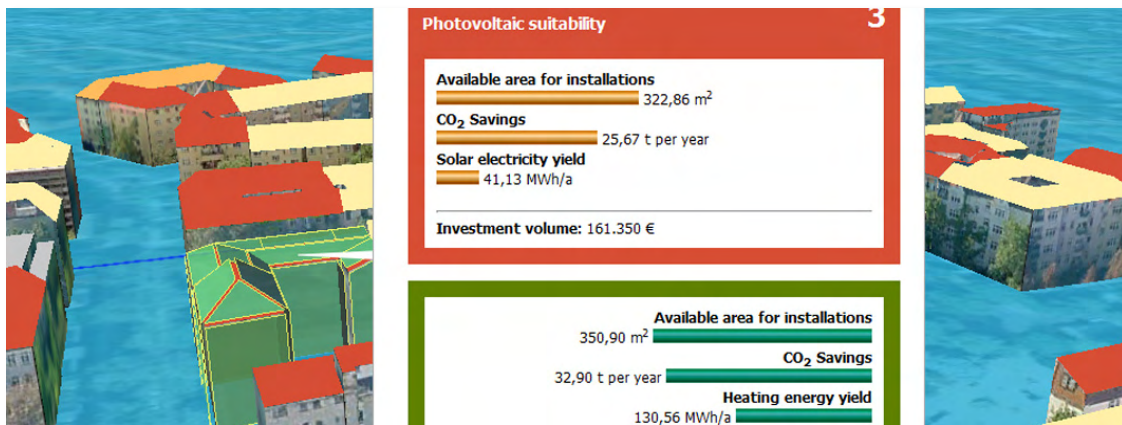 Photovoltaic suitability 3
Available area for installations
322,86 m²
CO₂ Savings
25,67 t per year
Solar electricity yield
41,13 MWh/a
Investment volume: 161.350 €
Available area for installations
350,90 m²
CO₂ Savings
32,90 t per year
Heating energy yield
130,56 MWh/a